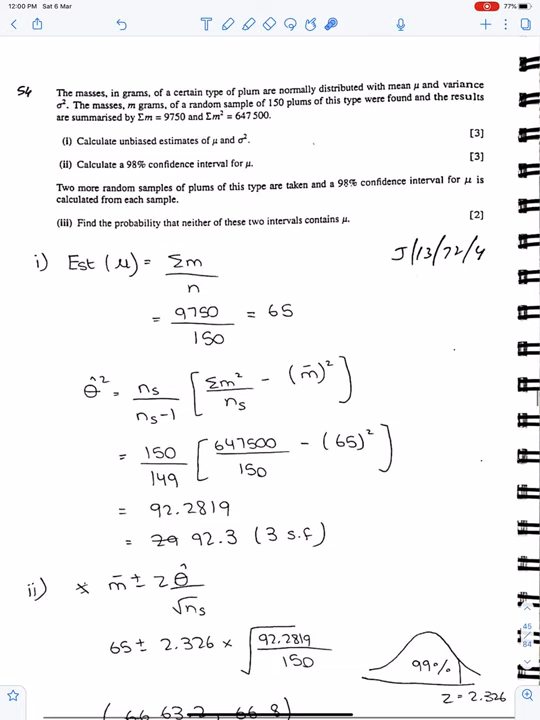 12:00 PM Sat 6 Mar
77%
54
The masses, in grams, of a certain type of plum are normally distributed with mean μ and variance
σ². The masses, m grams, of a random sample of 150 plums of this type were found and the results
are summarised by Σm = 9750 and Σm² = 647 500.
(i) Calculate unbiased estimates of μ and σ². [3]
(ii) Calculate a 98% confidence interval for μ. [3]
Two more random samples of plums of this type are taken and a 98% confidence interval for μ is
calculated from each sample.
(iii) Find the probability that neither of these two intervals contains μ. [2]
J/13/72/4
i) Est (μ) = Σm / n
= 9750 / 150 = 65
θ̂² = nₛ / nₛ-1 [ Σm² / nₛ - (m̄)² ]
= 150 / 149 [ 647500 / 150 - (65)² ]
= 92.2819
= 92.3 (3 s.f)
ii) m̄ ± z θ̂ / √nₛ
65 ± 2.326 × √ 92.2819 / 150
99%
z = 2.326
45
84